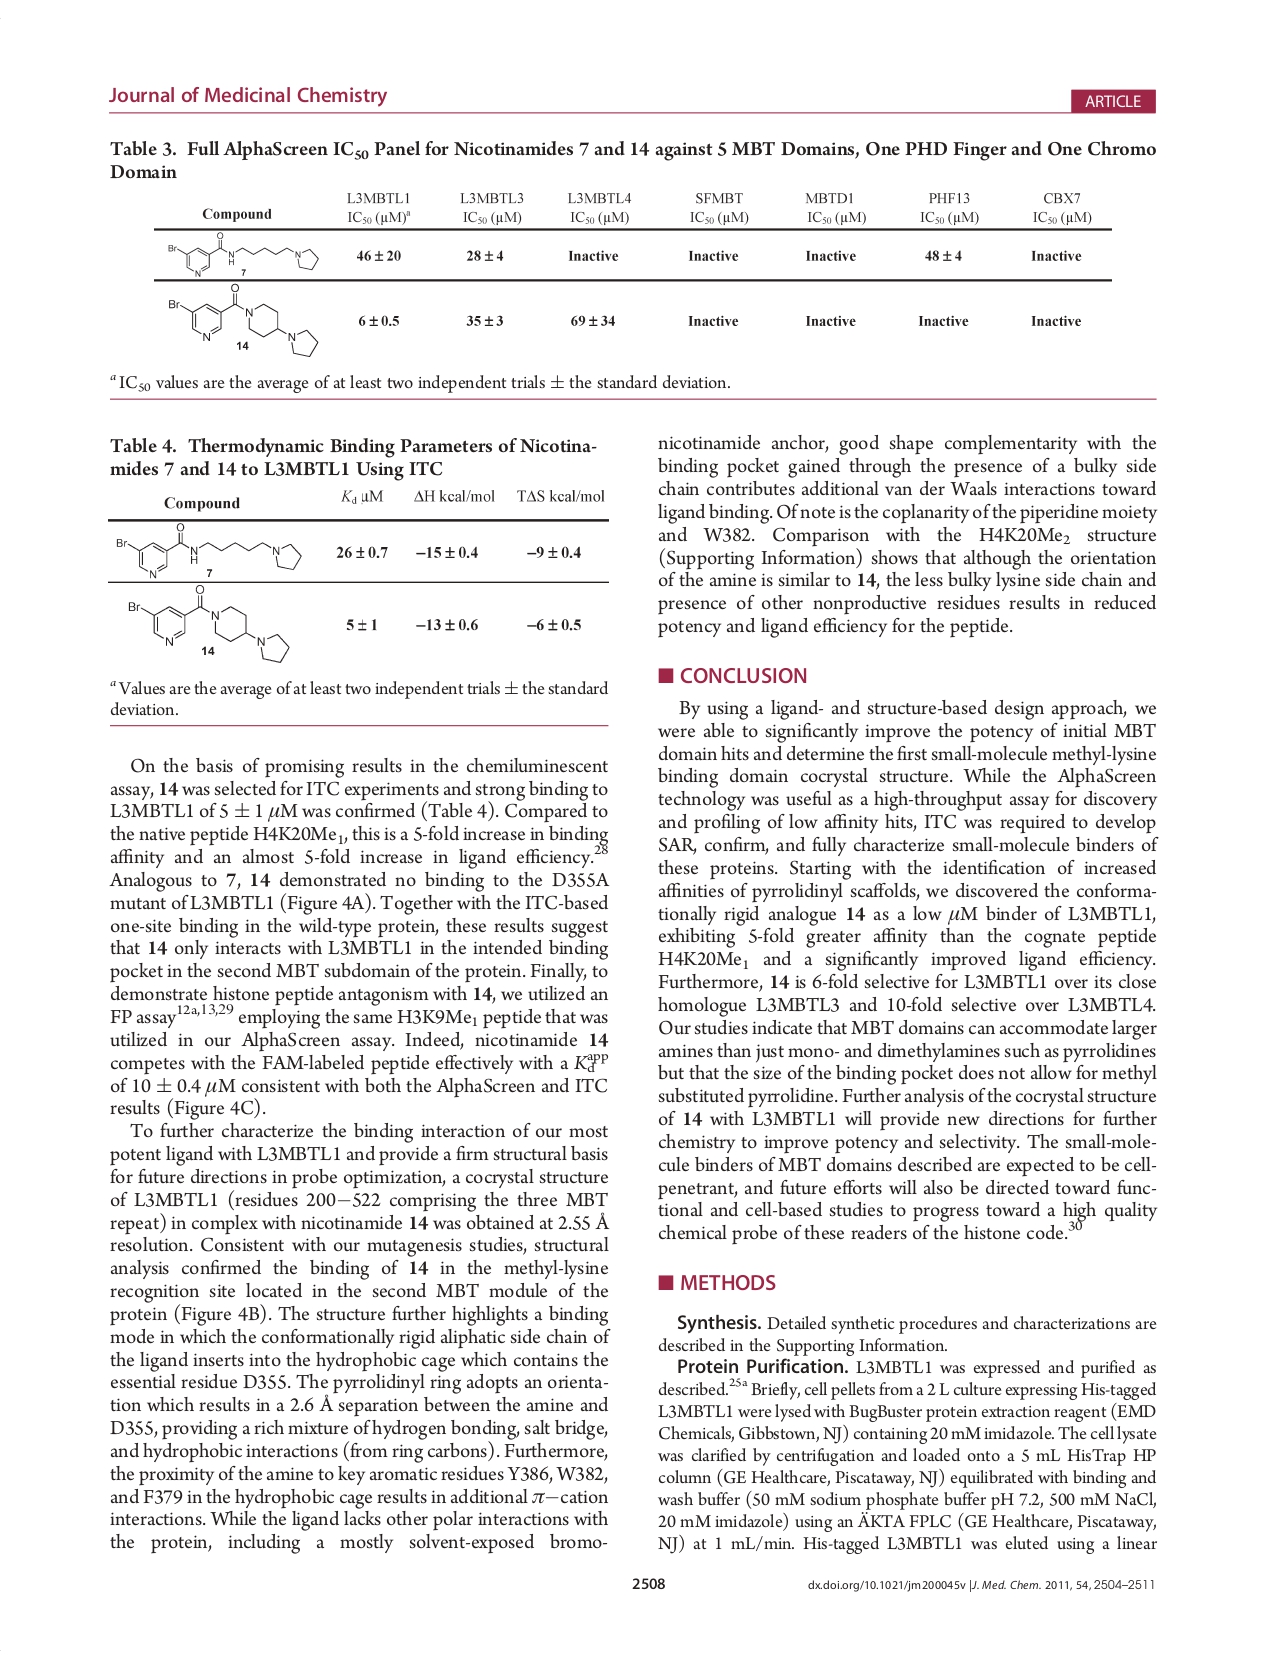 Journal of Medicinal Chemistry
ARTICLE
Table 3. Full AlphaScreen IC50 Panel for Nicotinamides 7 and 14 against 5 MBT Domains, One PHD Finger and One Chromo
Domain
Compound
L3MBTL1 IC50 (μM)a
L3MBTL3 IC50 (μM)
L3MBTL4 IC50 (μM)
SFMBT IC50 (μM)
MBTD1 IC50 (μM)
PHF13 IC50 (μM)
CBX7 IC50 (μM)
Br O N H N N 7
46 ± 20 28 ± 4 Inactive Inactive Inactive 48 ± 4 Inactive
Br O N N N 14
6 ± 0.5 35 ± 3 69 ± 34 Inactive Inactive Inactive Inactive
a IC50 values are the average of at least two independent trials ± the standard deviation.
Table 4. Thermodynamic Binding Parameters of Nicotina-
mides 7 and 14 to L3MBTL1 Using ITC
Compound Kd μM ΔH kcal/mol TΔS kcal/mol
Br O N H N N 7
26 ± 0.7 −15 ± 0.4 −9 ± 0.4
Br O N N N 14
5 ± 1 −13 ± 0.6 −6 ± 0.5
a Values are the average of at least two independent trials ± the standard
deviation.
On the basis of promising results in the chemiluminescent
assay, 14 was selected for ITC experiments and strong binding to
L3MBTL1 of 5 ± 1 μM was confirmed (Table 4). Compared to
the native peptide H4K20Me1, this is a 5-fold increase in binding
affinity and an almost 5-fold increase in ligand efficiency.28
Analogous to 7, 14 demonstrated no binding to the D355A
mutant of L3MBTL1 (Figure 4A). Together with the ITC-based
one-site binding in the wild-type protein, these results suggest
that 14 only interacts with L3MBTL1 in the intended binding
pocket in the second MBT subdomain of the protein. Finally, to
demonstrate histone peptide antagonism with 14, we utilized an
FP assay12a,13,29 employing the same H3K9Me1 peptide that was
utilized in our AlphaScreen assay. Indeed, nicotinamide 14
competes with the FAM-labeled peptide effectively with a Kdapp
of 10 ± 0.4 μM consistent with both the AlphaScreen and ITC
results (Figure 4C).
To further characterize the binding interaction of our most
potent ligand with L3MBTL1 and provide a firm structural basis
for future directions in probe optimization, a cocrystal structure
of L3MBTL1 (residues 200−522 comprising the three MBT
repeat) in complex with nicotinamide 14 was obtained at 2.55 Å
resolution. Consistent with our mutagenesis studies, structural
analysis confirmed the binding of 14 in the methyl-lysine
recognition site located in the second MBT module of the
protein (Figure 4B). The structure further highlights a binding
mode in which the conformationally rigid aliphatic side chain of
the ligand inserts into the hydrophobic cage which contains the
essential residue D355. The pyrrolidinyl ring adopts an orienta-
tion which results in a 2.6 Å separation between the amine and
D355, providing a rich mixture of hydrogen bonding, salt bridge,
and hydrophobic interactions (from ring carbons). Furthermore,
the proximity of the amine to key aromatic residues Y386, W382,
and F379 in the hydrophobic cage results in additional π−cation
interactions. While the ligand lacks other polar interactions with
the protein, including a mostly solvent-exposed bromo-
nicotinamide anchor, good shape complementarity with the
binding pocket gained through the presence of a bulky side
chain contributes additional van der Waals interactions toward
ligand binding. Of note is the coplanarity of the piperidine moiety
and W382. Comparison with the H4K20Me2 structure
(Supporting Information) shows that although the orientation
of the amine is similar to 14, the less bulky lysine side chain and
presence of other nonproductive residues results in reduced
potency and ligand efficiency for the peptide.
■ CONCLUSION
By using a ligand- and structure-based design approach, we
were able to significantly improve the potency of initial MBT
domain hits and determine the first small-molecule methyl-lysine
binding domain cocrystal structure. While the AlphaScreen
technology was useful as a high-throughput assay for discovery
and profiling of low affinity hits, ITC was required to develop
SAR, confirm, and fully characterize small-molecule binders of
these proteins. Starting with the identification of increased
affinities of pyrrolidinyl scaffolds, we discovered the conforma-
tionally rigid analogue 14 as a low μM binder of L3MBTL1,
exhibiting 5-fold greater affinity than the cognate peptide
H4K20Me1 and a significantly improved ligand efficiency.
Furthermore, 14 is 6-fold selective for L3MBTL1 over its close
homologue L3MBTL3 and 10-fold selective over L3MBTL4.
Our studies indicate that MBT domains can accommodate larger
amines than just mono- and dimethylamines such as pyrrolidines
but that the size of the binding pocket does not allow for methyl
substituted pyrrolidine. Further analysis of the cocrystal structure
of 14 with L3MBTL1 will provide new directions for further
chemistry to improve potency and selectivity. The small-mole-
cule binders of MBT domains described are expected to be cell-
penetrant, and future efforts will also be directed toward func-
tional and cell-based studies to progress toward a high quality
chemical probe of these readers of the histone code.30
■ METHODS
Synthesis. Detailed synthetic procedures and characterizations are
described in the Supporting Information.
Protein Purification. L3MBTL1 was expressed and purified as
described.25a Briefly, cell pellets from a 2 L culture expressing His-tagged
L3MBTL1 were lysed with BugBuster protein extraction reagent (EMD
Chemicals, Gibbstown, NJ) containing 20 mM imidazole. The cell lysate
was clarified by centrifugation and loaded onto a 5 mL HisTrap HP
column (GE Healthcare, Piscataway, NJ) equilibrated with binding and
wash buffer (50 mM sodium phosphate buffer pH 7.2, 500 mM NaCl,
20 mM imidazole) using an ÄKTA FPLC (GE Healthcare, Piscataway,
NJ) at 1 mL/min. His-tagged L3MBTL1 was eluted using a linear
2508
dx.doi.org/10.1021/jm200045v |J. Med. Chem. 2011, 54, 2504–2511